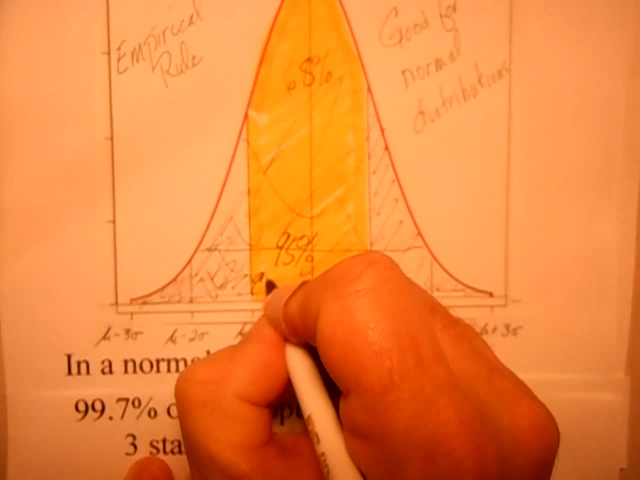 Empirical
Rule
Good for
normal
distributions
68%
95%
μ-3σ μ-2σ μ+3σ
In a normal
99.7% o
3 sta